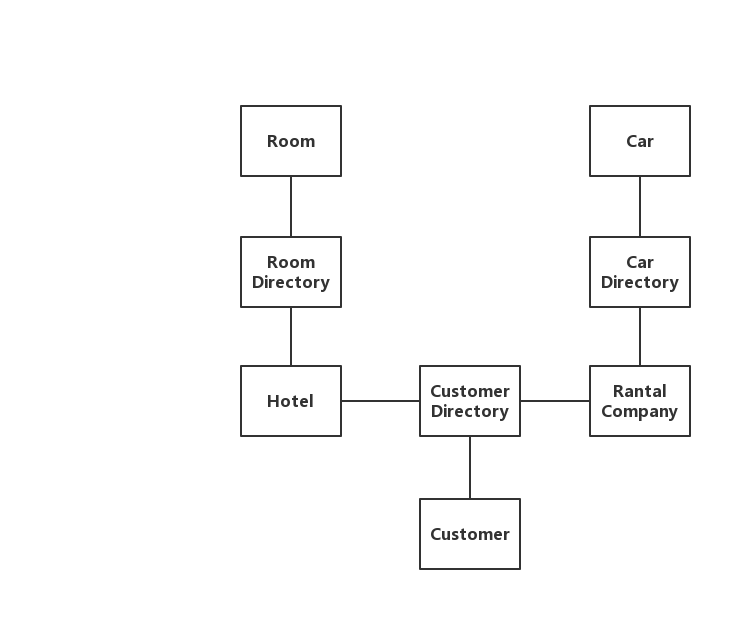 Room
Car
Room
Directory
Car
Directory
Hotel
Customer
Directory
Rantal
Company
Customer